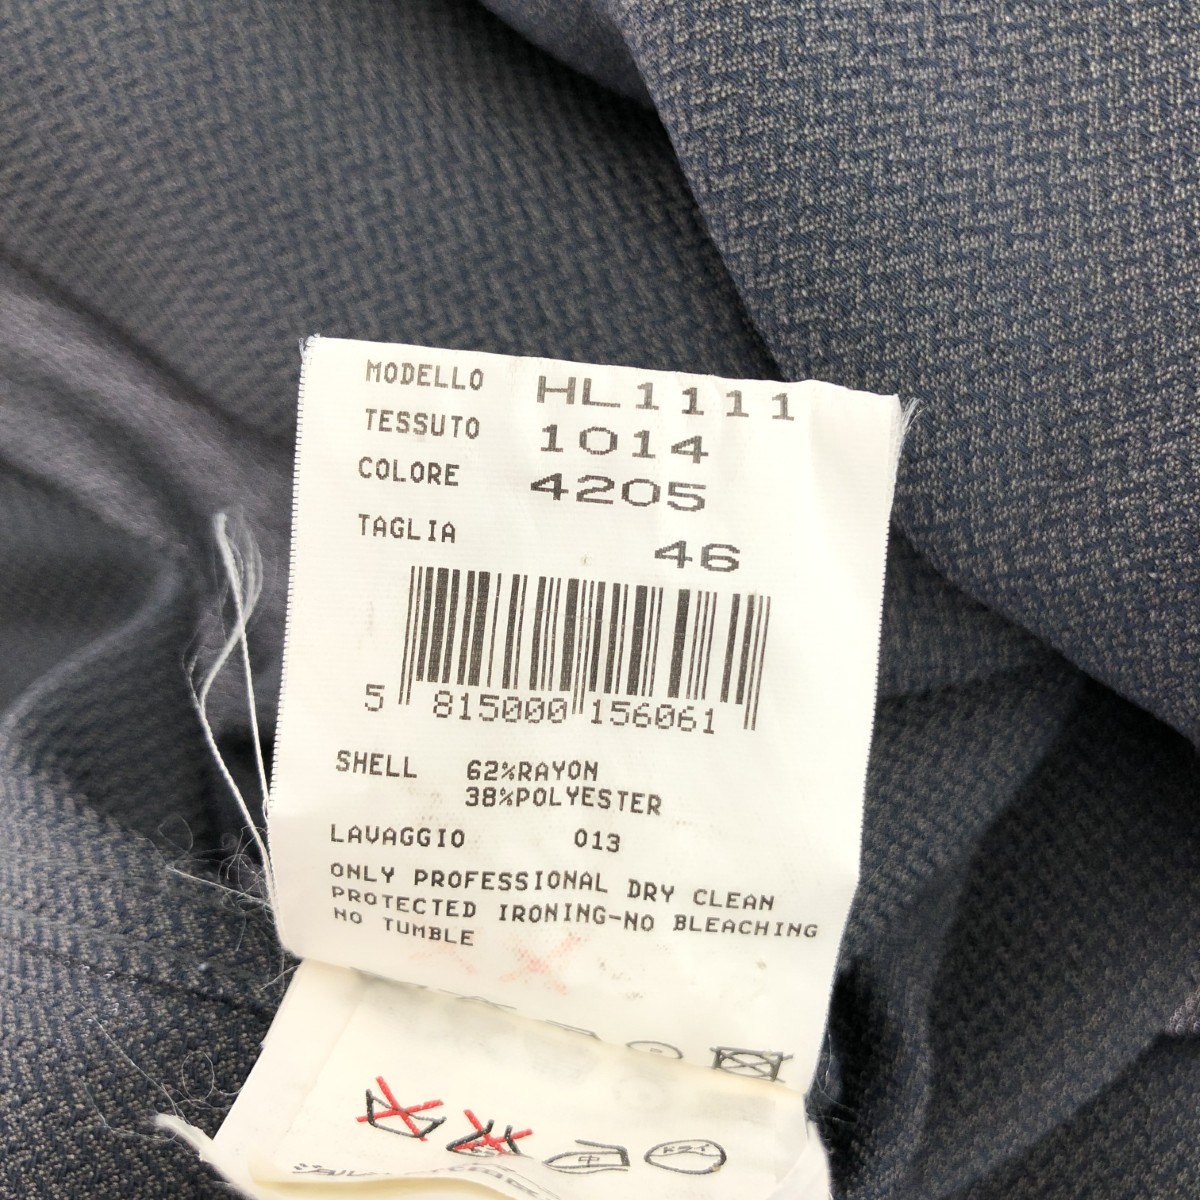 MODELLO HL1111
TESSUTO 1014
COLORE 4205
TAGLIA 46
5 815000 156061
SHELL 62%RAYON
38%POLYESTER
LAVAGGIO 013
ONLY PROFESSIONAL DRY CLEAN
PROTECTED IRONING-NO BLEACHING
NO TUMBLE
中